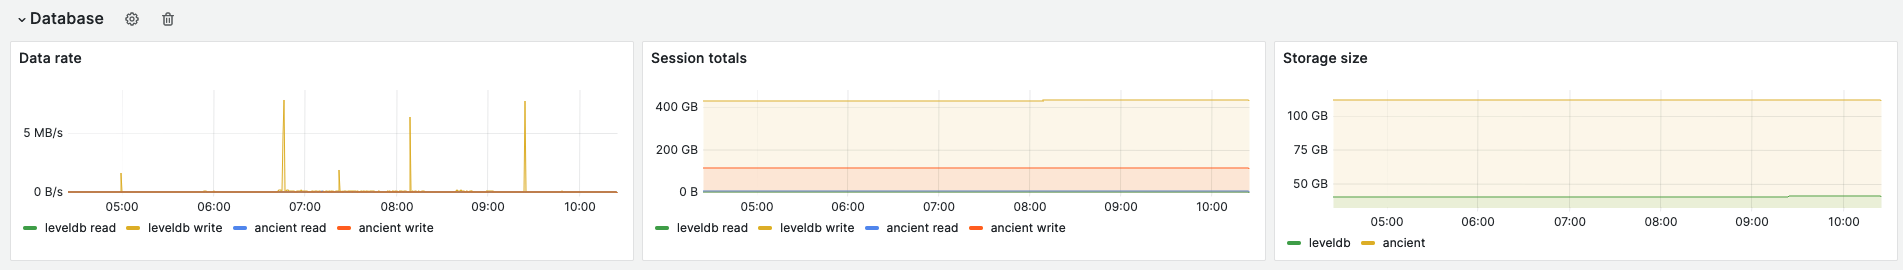 Database
Data rate
5 MB/s
0 B/s
05:00 06:00 07:00 08:00 09:00 10:00
leveldb read leveldb write ancient read ancient write
Session totals
400 GB
200 GB
0 B
05:00 06:00 07:00 08:00 09:00 10:00
leveldb read leveldb write ancient read ancient write
Storage size
100 GB
75 GB
50 GB
05:00 06:00 07:00 08:00 09:00 10:00
leveldb ancient